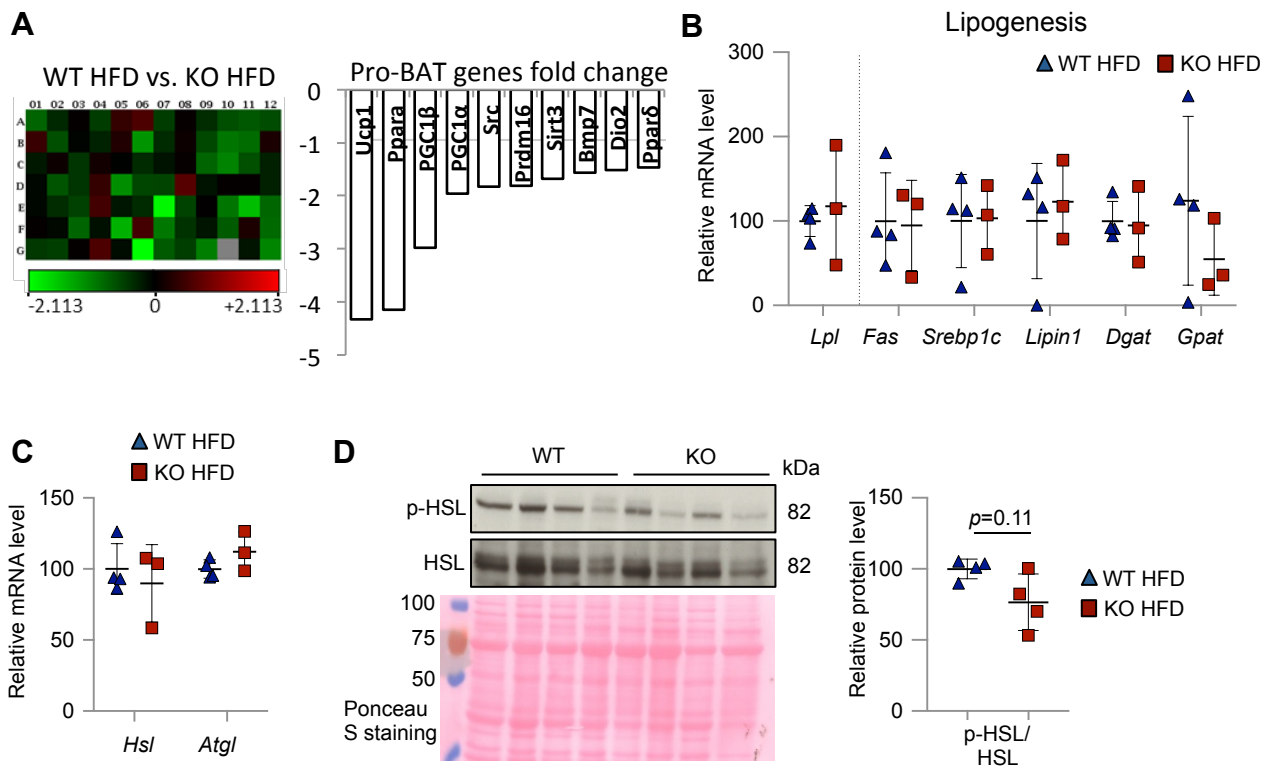 A
WT HFD vs. KO HFD
01 02 03 04 05 06 07 08 09 10 11 12
A
B
C
D
E
F
G
-2.113 0 +2.113
Pro-BAT genes fold change
0
-1
-2
-3
-4
-5
Ucp1
Ppara
PGC1β
PGC1α
Src
Prdm16
Sirt3
Bmp7
Dio2
Pparδ
B
Lipogenesis
WT HFD KO HFD
Relative mRNA level
300
200
100
0
Lpl Fas Srebp1c Lipin1 Dgat Gpat
C
WT HFD
KO HFD
Relative mRNA level
150
100
50
0
Hsl Atgl
D
WT KO kDa
p-HSL 82
HSL 82
100
75
50
Ponceau
S staining
Relative protein level
150
100
50
0
p=0.11
WT HFD
KO HFD
p-HSL/
HSL